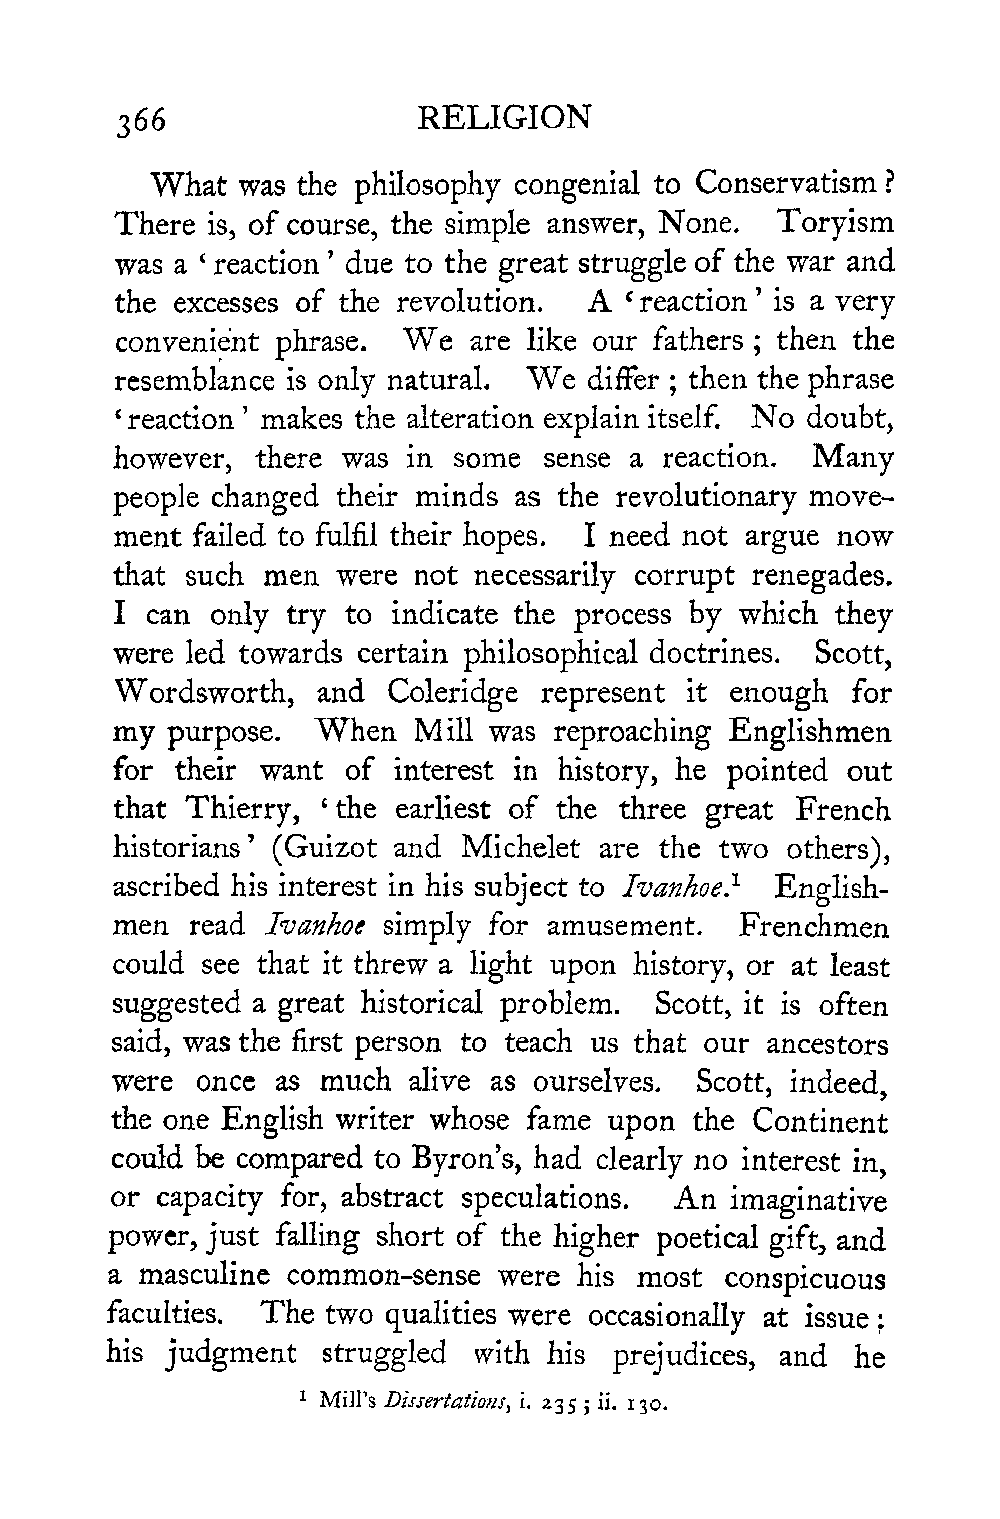 366 RELIGION
What was the philosophy congenial to Conservatism ?
There is, of course, the simple answer, None. Toryism
was a ‘ reaction ’ due to the great struggle of the war and
the excesses of the revolution. A ‘ reaction ’ is a very
convenient phrase. We are like our fathers ; then the
resemblance is only natural. We differ ; then the phrase
‘ reaction ’ makes the alteration explain itself. No doubt,
however, there was in some sense a reaction. Many
people changed their minds as the revolutionary move-
ment failed to fulfil their hopes. I need not argue now
that such men were not necessarily corrupt renegades.
I can only try to indicate the process by which they
were led towards certain philosophical doctrines. Scott,
Wordsworth, and Coleridge represent it enough for
my purpose. When Mill was reproaching Englishmen
for their want of interest in history, he pointed out
that Thierry, ‘ the earliest of the three great French
historians ’ (Guizot and Michelet are the two others),
ascribed his interest in his subject to Ivanhoe.¹ English-
men read Ivanhoe simply for amusement. Frenchmen
could see that it threw a light upon history, or at least
suggested a great historical problem. Scott, it is often
said, was the first person to teach us that our ancestors
were once as much alive as ourselves. Scott, indeed,
the one English writer whose fame upon the Continent
could be compared to Byron’s, had clearly no interest in,
or capacity for, abstract speculations. An imaginative
power, just falling short of the higher poetical gift, and
a masculine common-sense were his most conspicuous
faculties. The two qualities were occasionally at issue ;
his judgment struggled with his prejudices, and he
¹ Mill’s Dissertations, i. 235 ; ii. 130.